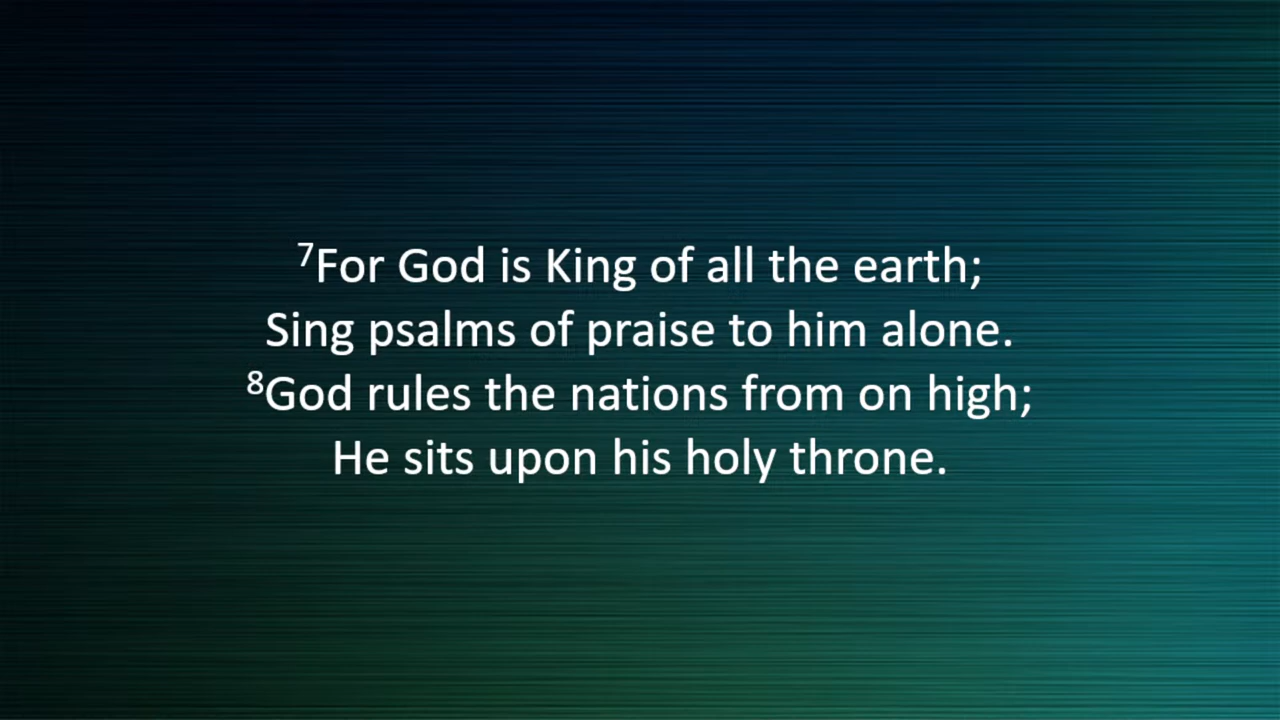 ⁷For God is King of all the earth;
Sing psalms of praise to him alone.
⁸God rules the nations from on high;
He sits upon his holy throne.